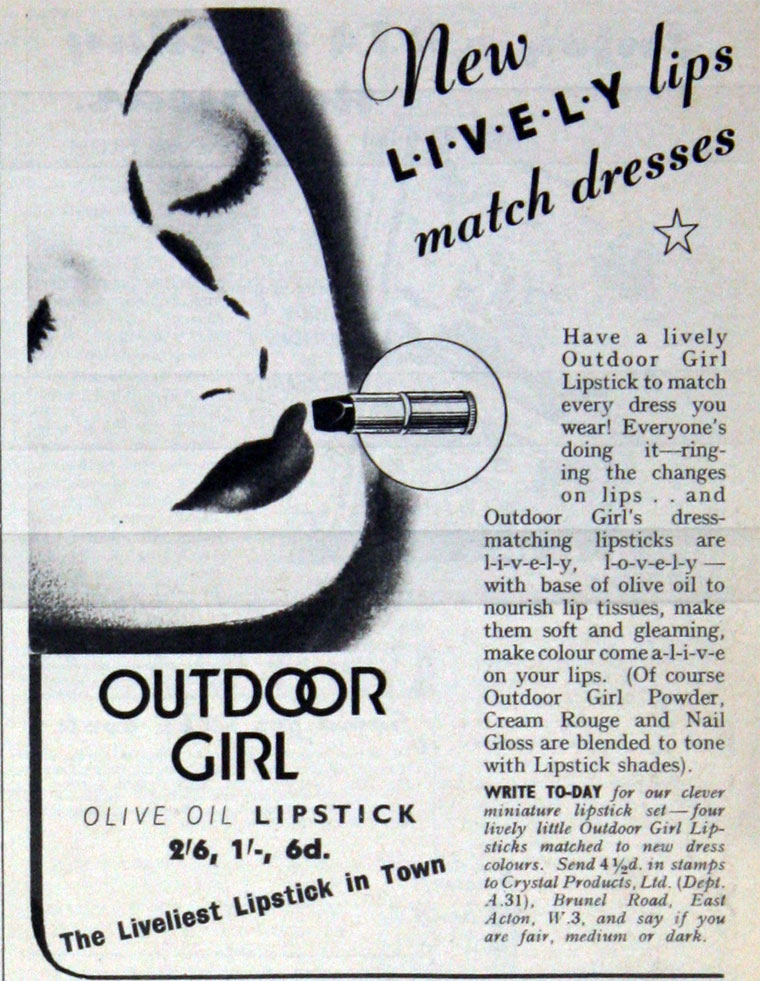 New
L·I·V·E·L·Y lips
match dresses
Have a lively
Outdoor Girl
Lipstick to match
every dress you
wear! Everyone's
doing it—ring-
ing the changes
on lips . . and
Outdoor Girl's dress-
matching lipsticks are
l-i-v-e-l-y, l-o-v-e-l-y —
with base of olive oil to
nourish lip tissues, make
them soft and gleaming,
make colour come a-l-i-v-e
on your lips. (Of course
Outdoor Girl Powder,
Cream Rouge and Nail
Gloss are blended to tone
with Lipstick shades).
WRITE TO-DAY for our clever
miniature lipstick set—four
lively little Outdoor Girl Lip-
sticks matched to new dress
colours. Send 4½d. in stamps
to Crystal Products, Ltd. (Dept.
A.31), Brunel Road, East
Acton, W.3, and say if you
are fair, medium or dark.
OUTDOOR
GIRL
OLIVE OIL LIPSTICK
2/6, 1/-, 6d.
The Liveliest Lipstick in Town